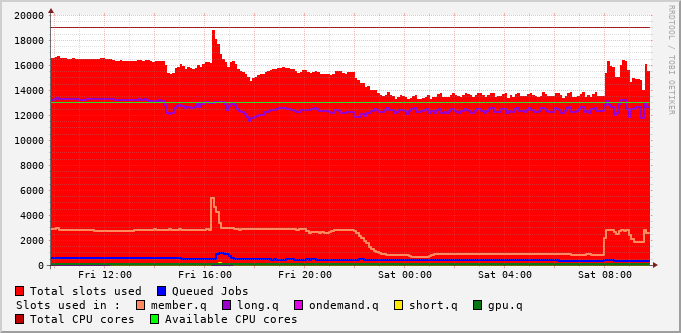 20000
18000
16000
14000
12000
10000
8000
6000
4000
2000
0
Fri 12:00 Fri 16:00 Fri 20:00 Sat 00:00 Sat 04:00 Sat 08:00
RRDTOOL / TOBI OETIKER
Total slots used Queued Jobs
Slots used in : member.q long.q ondemand.q short.q gpu.q
Total CPU cores Available CPU cores